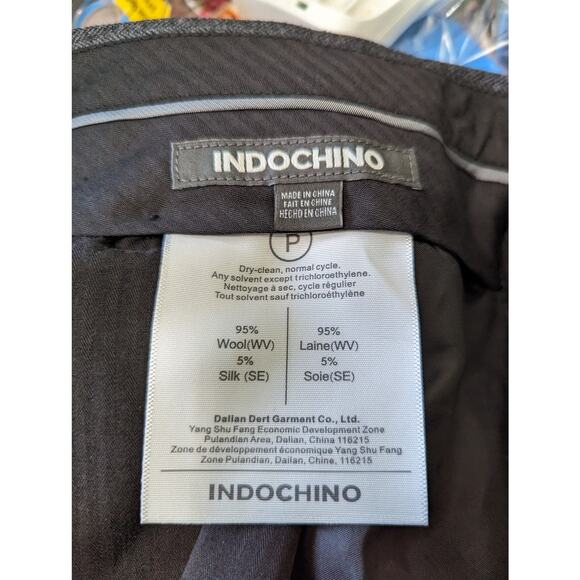 INDOCHINO
MADE IN CHINA
FAIT EN CHINE
HECHO EN CHINA
P
Dry-clean, normal cycle.
Any solvent except trichloroethylene.
Nettoyage à sec, cycle régulier
Tout solvent sauf trichloroéthylène
95% 95%
Wool(WV) Laine(WV)
5% 5%
Silk (SE) Soie(SE)
Dalian Dert Garment Co., Ltd.
Yang Shu Fang Economic Development Zone
Pulandian Area, Dalian, China 116215
Zone de développement économique Yang Shu Fang
Zone Pulandian, Dailan, Chine, 116215
INDOCHINO